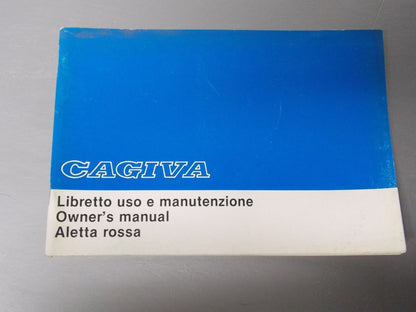 CAGIVA
Libretto uso e manutenzione
Owner's manual
Aletta rossa